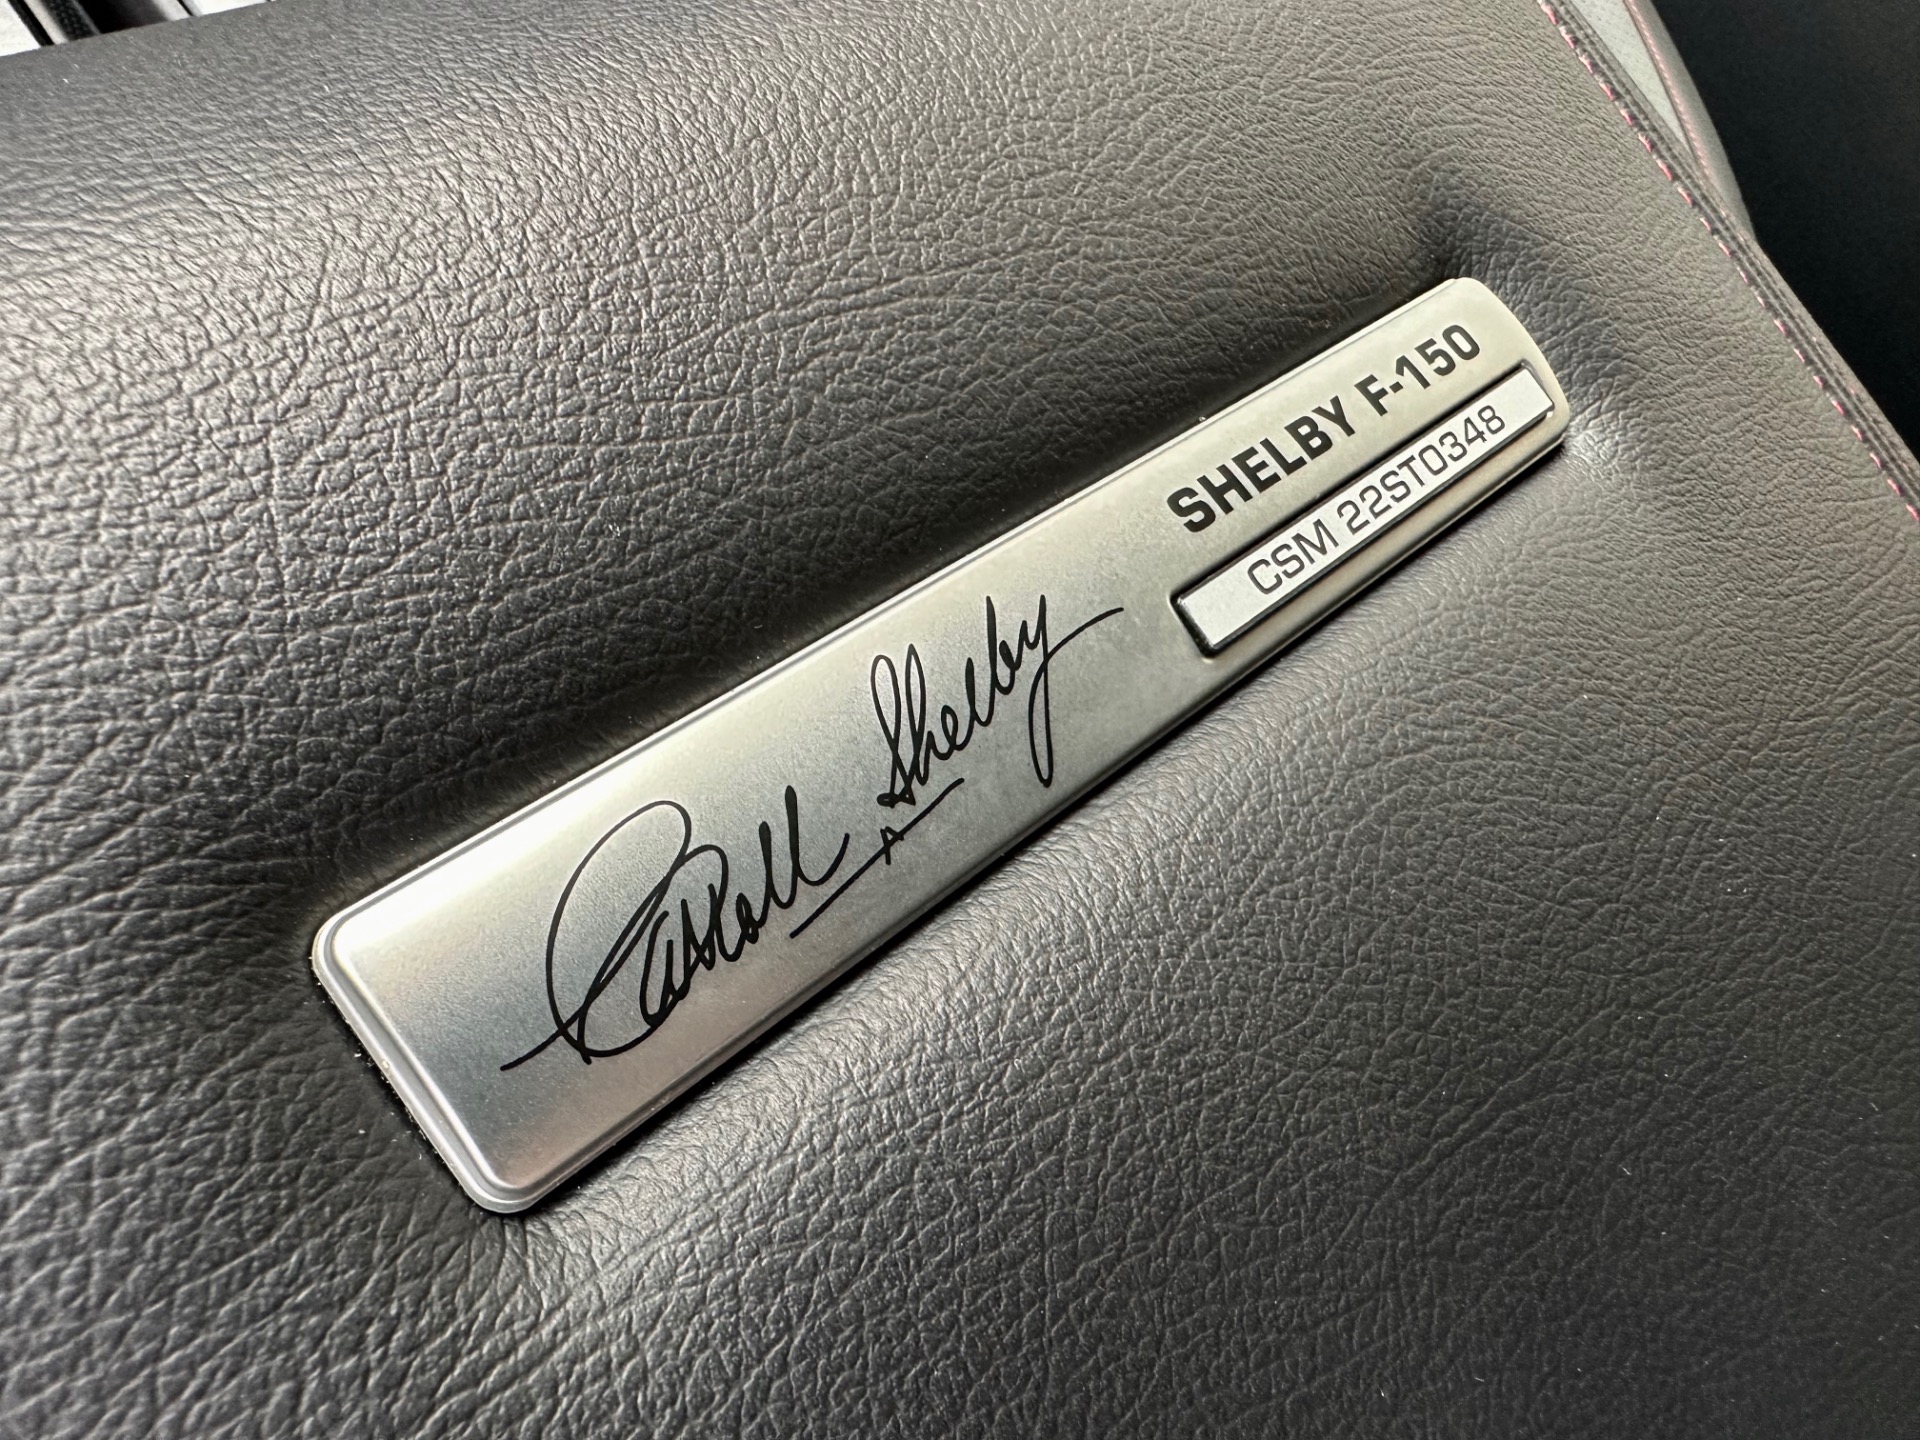 Carroll Shelby
SHELBY F-150
CSM 22ST0348